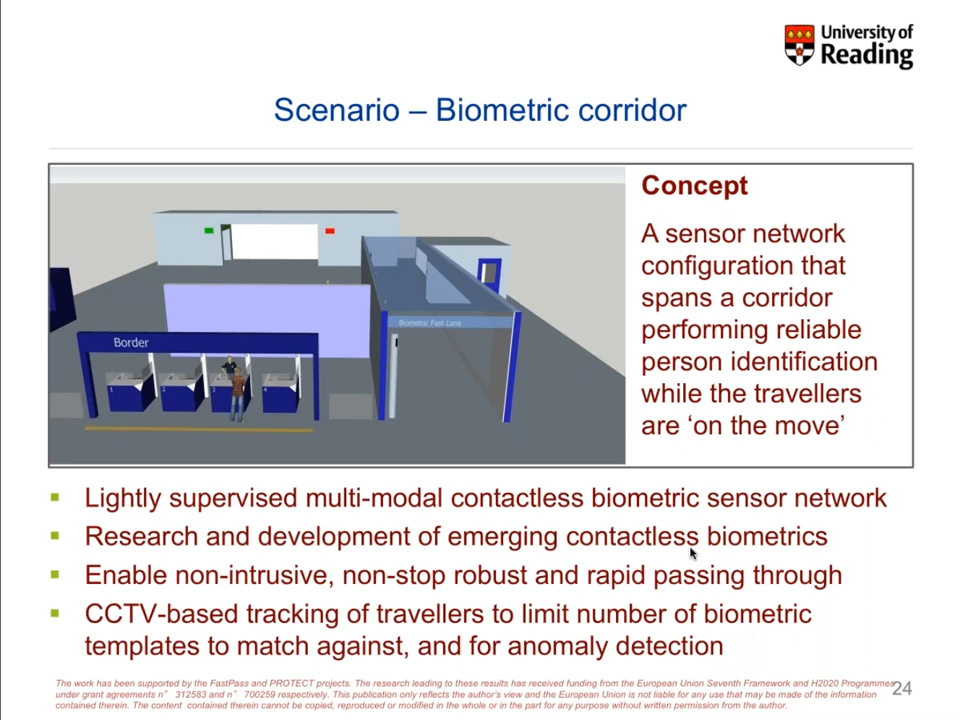 University of
Reading
Scenario – Biometric corridor
Border
1
2
3
4
Biometric Fast Lane
Concept
A sensor network
configuration that
spans a corridor
performing reliable
person identification
while the travellers
are ‘on the move’
Lightly supervised multi-modal contactless biometric sensor network
Research and development of emerging contactless biometrics
Enable non-intrusive, non-stop robust and rapid passing through
CCTV-based tracking of travellers to limit number of biometric
templates to match against, and for anomaly detection
The work has been supported by the FastPass and PROTECT projects. The research leading to these results has received funding from the European Union Seventh Framework and H2020 Programmes
under grant agreements n° 312583 and n° 700259 respectively. This publication only reflects the author's view and the European Union is not liable for any use that may be made of the information
contained therein. The content contained therein cannot be copied, reproduced or modified in the whole or in the part for any purpose without written permission from the author.
24